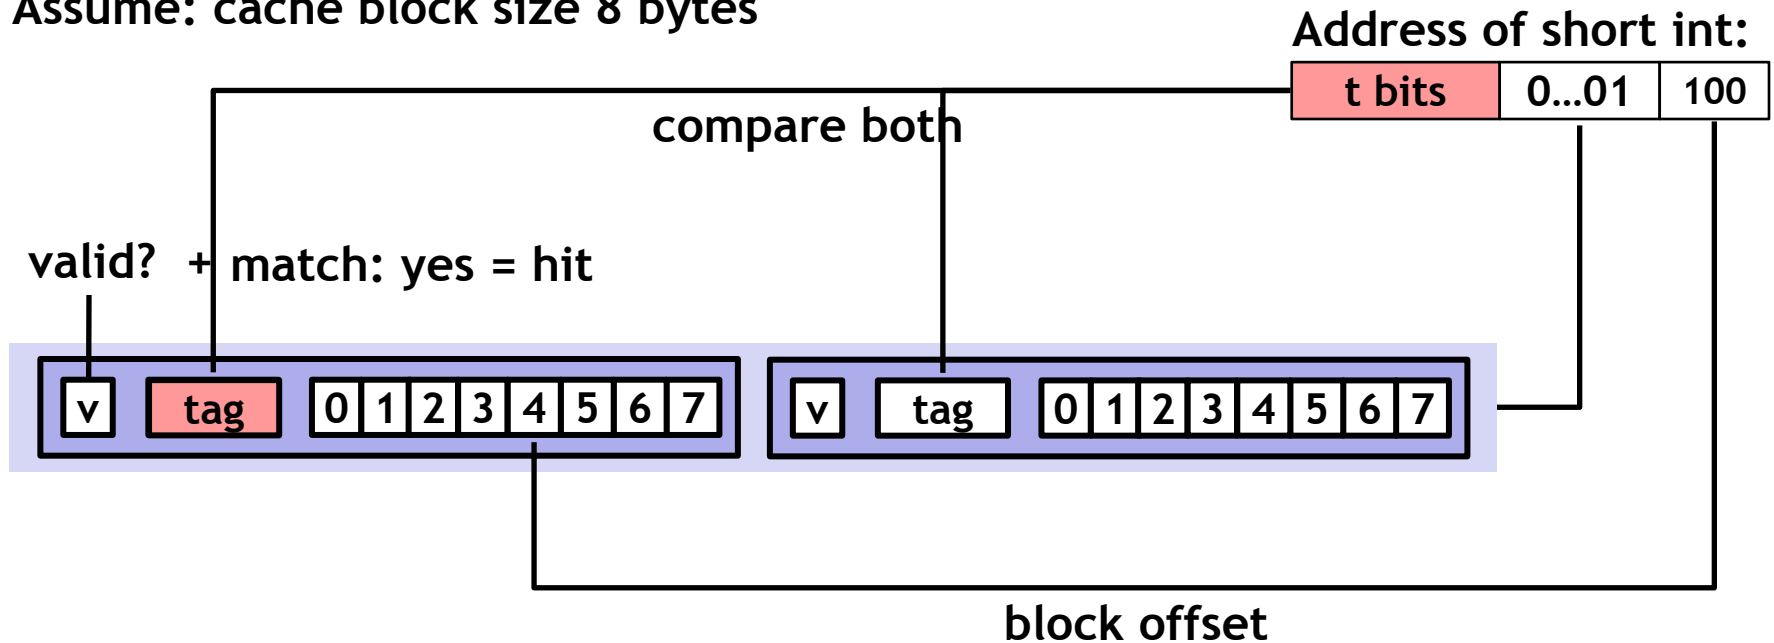 Assume: cache block size 8 bytes
Address of short int:
t bits 0...01 100
compare both
valid? + match: yes = hit
v tag 0 1 2 3 4 5 6 7 v tag 0 1 2 3 4 5 6 7
block offset